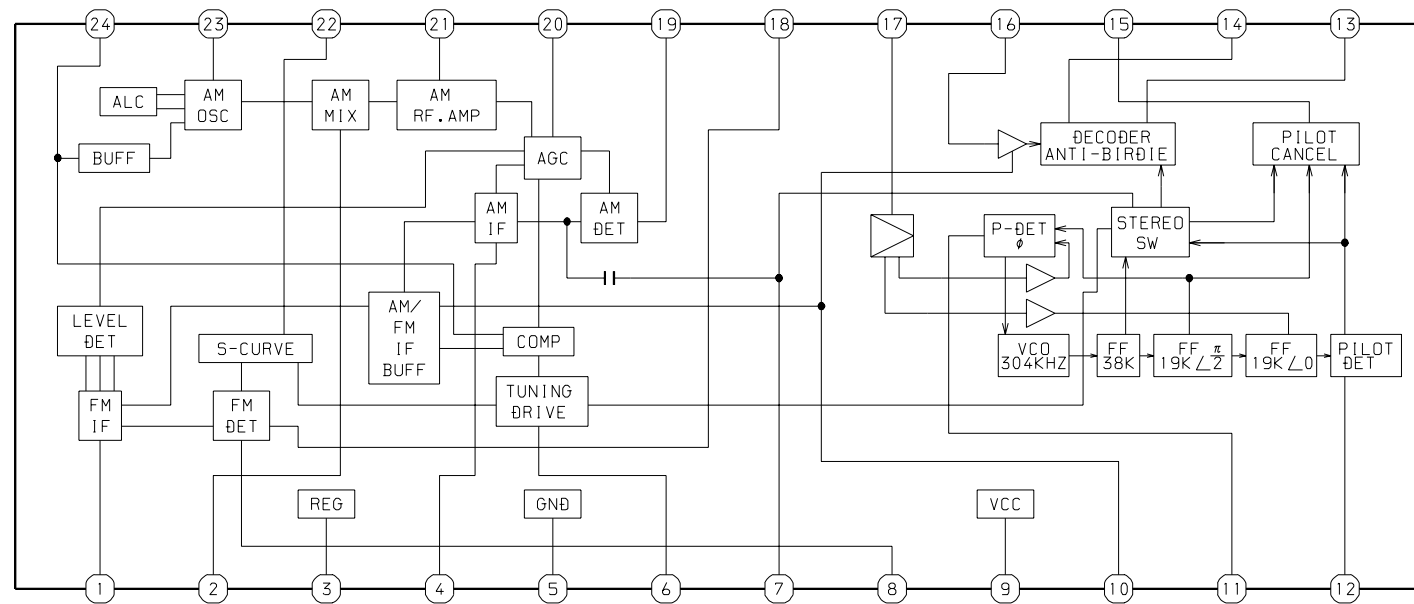 24 23 22 21 20 19 18 17 16 15 14 13
ALC
AM
OSC
AM
MIX
AM
RF.AMP
BUFF
AGC
DECODER
ANTI-BIRDIE
PILOT
CANCEL
AM
IF
AM
DET
P-DET
ø
STEREO
SW
LEVEL
DET
S-CURVE
AM/
FM
IF
BUFF
COMP
VCO
304KHZ
FF
38K
FF
19K∠π/2
FF
19K∠0
PILOT
DET
FM
IF
FM
DET
TUNING
DRIVE
REG
GND
VCC
1 2 3 4 5 6 7 8 9 10 11 12